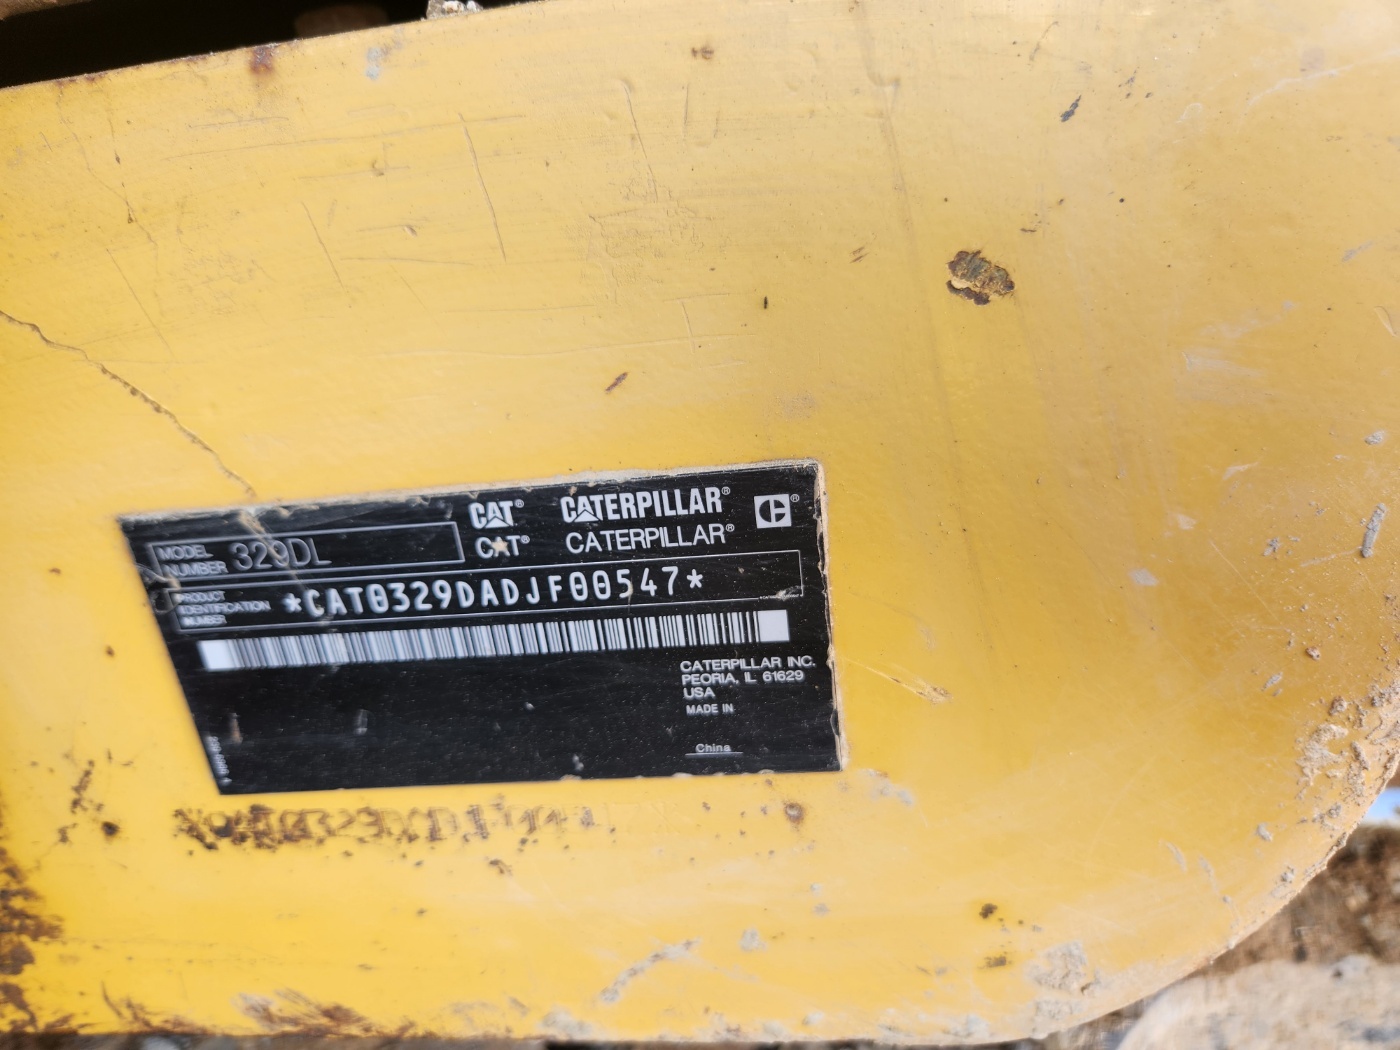 CAT® CATERPILLAR®
CAT® CATERPILLAR®
MODEL NUMBER 329DL
PRODUCT IDENTIFICATION NUMBER *CAT0329DADJF00547*
CATERPILLAR INC.
PEORIA, IL 61629
USA
MADE IN
China